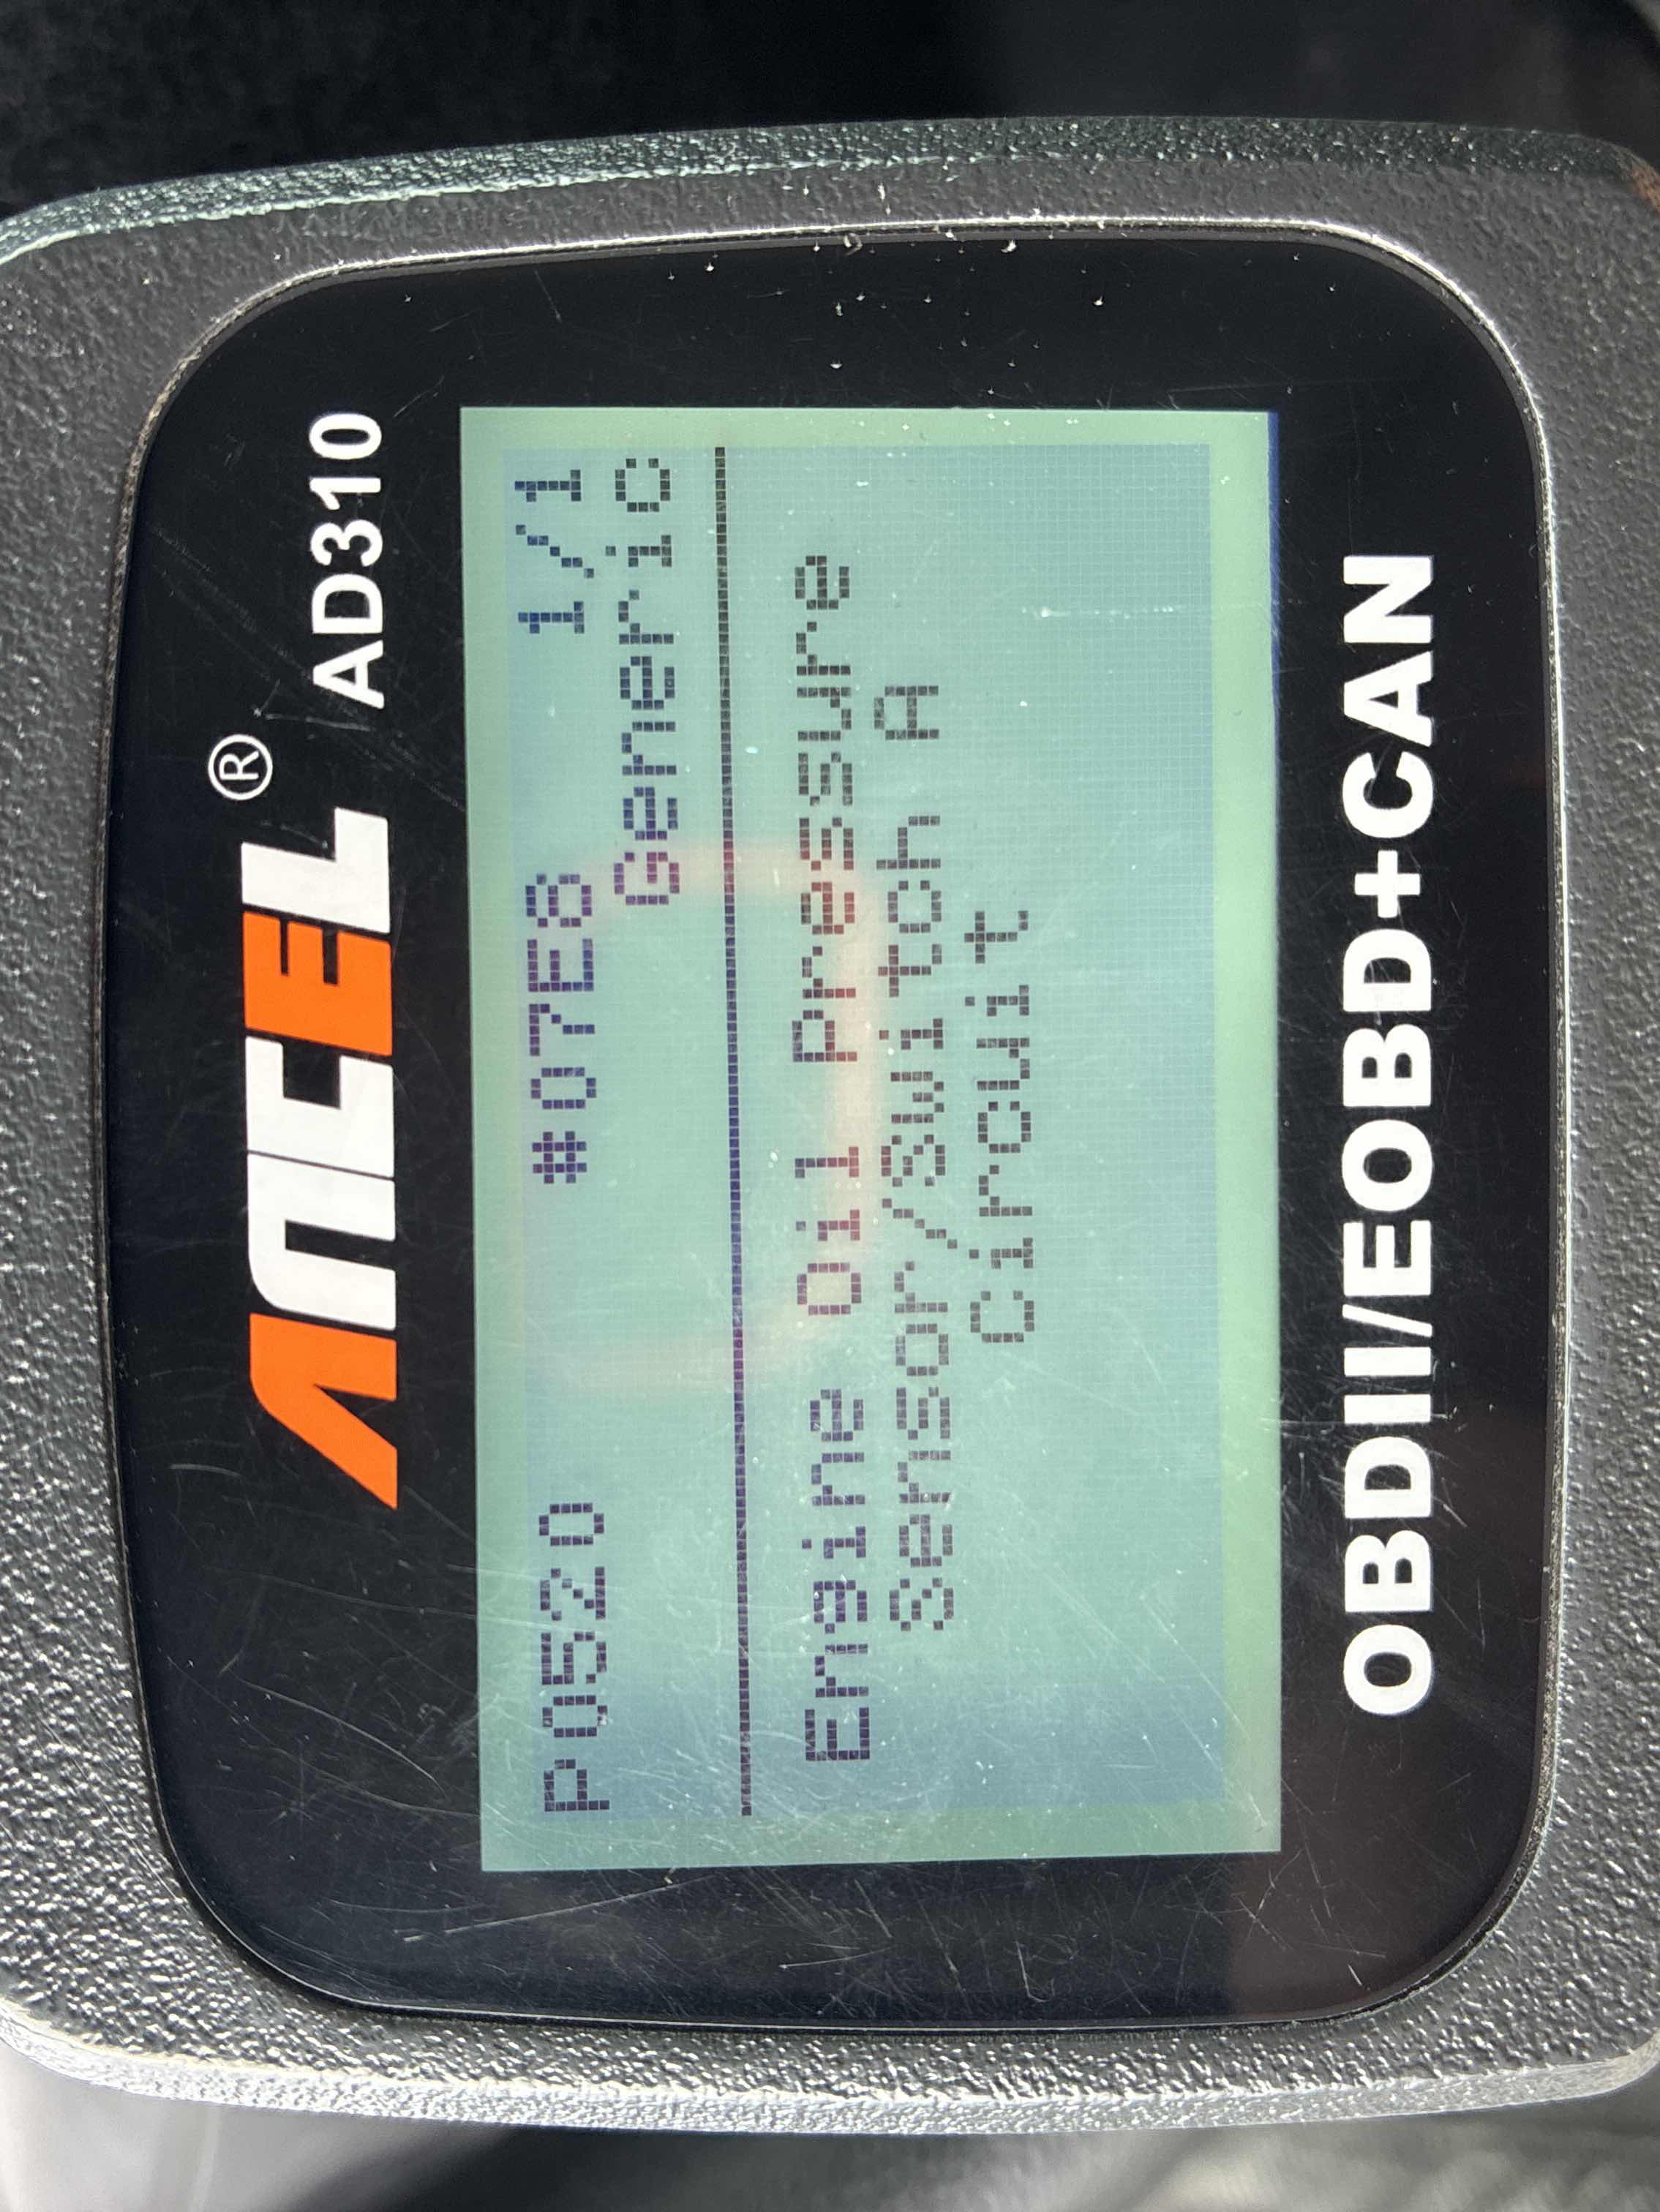 ANCEL® AD310
P0520 #07E8 1/1
Generic
Engine Oil Pressure
Sensor/Switch A
Circuit
OBDII/EOBD+CAN